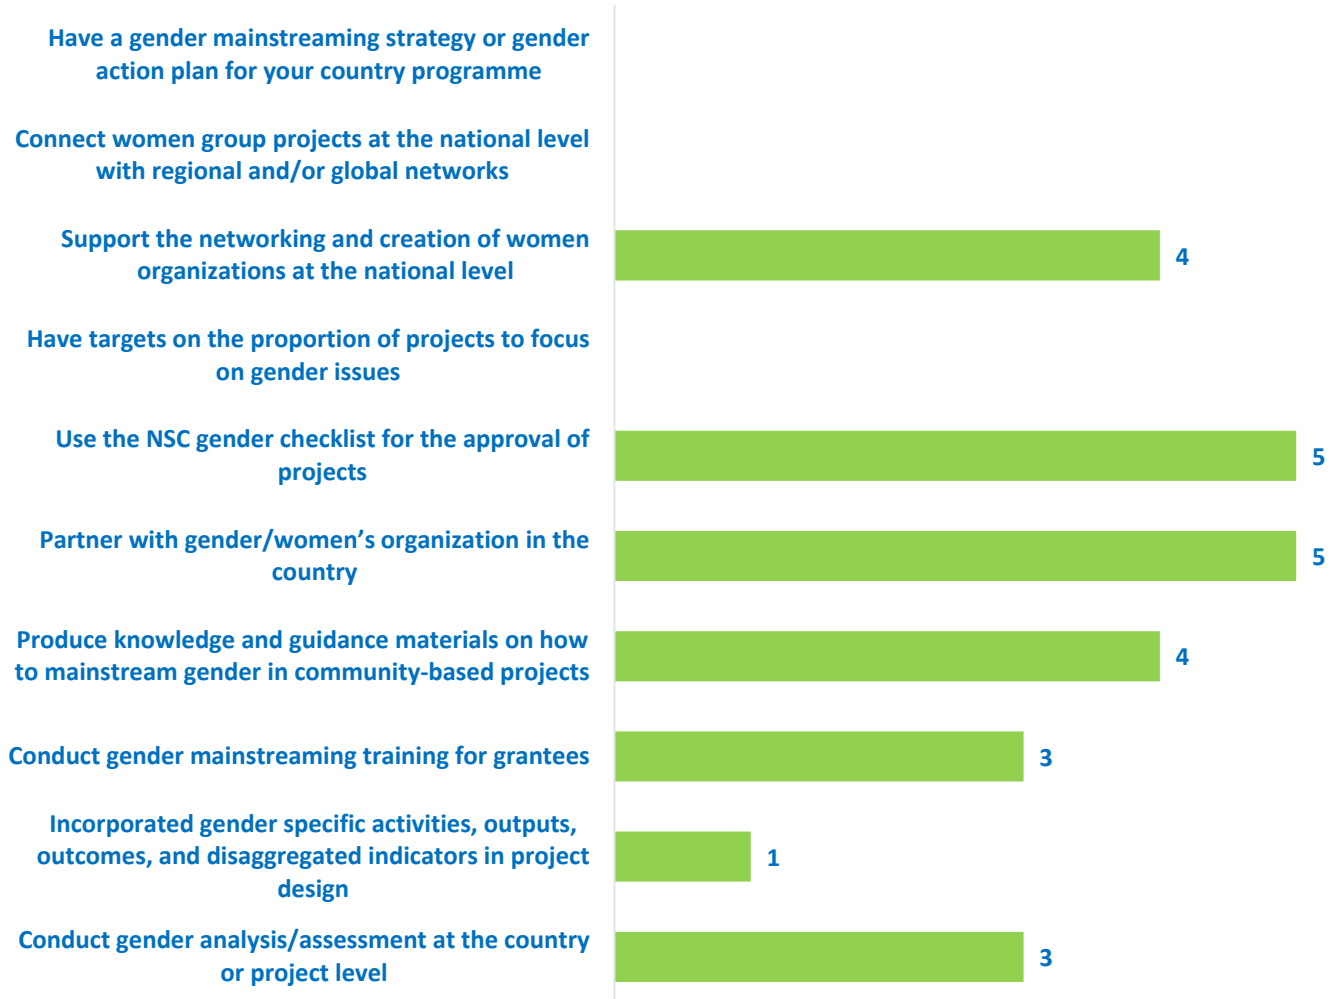 Have a gender mainstreaming strategy or gender
action plan for your country programme
Connect women group projects at the national level
with regional and/or global networks
Support the networking and creation of women
organizations at the national level
4
Have targets on the proportion of projects to focus
on gender issues
Use the NSC gender checklist for the approval of
projects
5
Partner with gender/women’s organization in the
country
5
Produce knowledge and guidance materials on how
to mainstream gender in community-based projects
4
Conduct gender mainstreaming training for grantees
3
Incorporated gender specific activities, outputs,
outcomes, and disaggregated indicators in project
design
1
Conduct gender analysis/assessment at the country
or project level
3